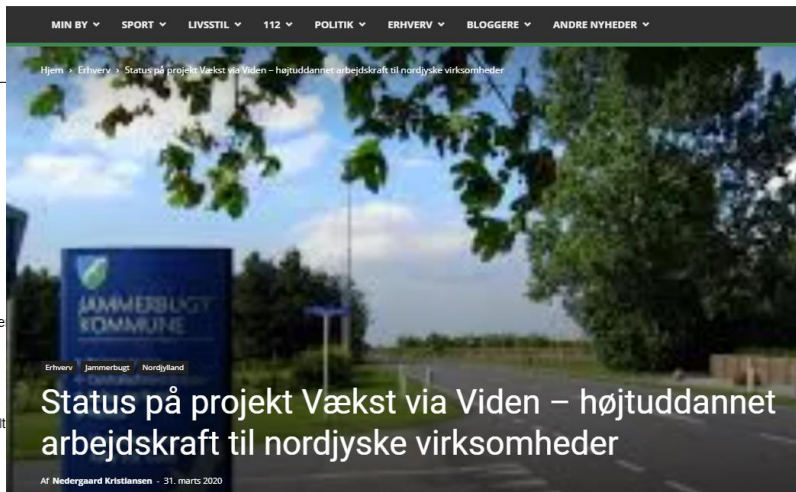 MIN BY SPORT LIVSSTIL 112 POLITIK ERHVERV BLOGGERE ANDRE NYHEDER
Hjem › Erhverv › Status på projekt Vækst via Viden – højtuddannet arbejdskraft til nordjyske virksomheder
JAMMERBUGT
KOMMUNE
Erhverv Jammerbugt Nordjylland
Status på projekt Vækst via Viden – højtuddannet
arbejdskraft til nordjyske virksomheder
Af Nedergaard Kristiansen - 31. marts 2020